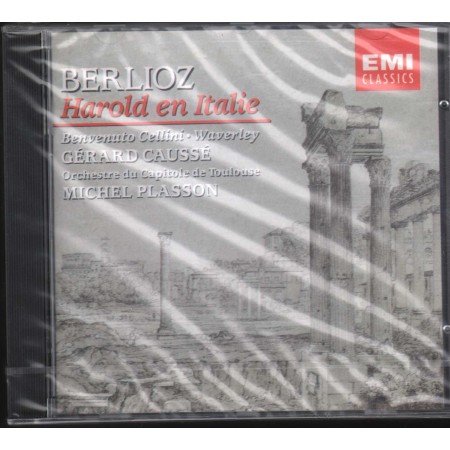 BERLIOZ
Harold en Italie
Benvenuto Cellini · Waverley
GÉRARD CAUSSÉ
Orchestre du Capitole de Toulouse
MICHEL PLASSON
EMI
CLASSICS